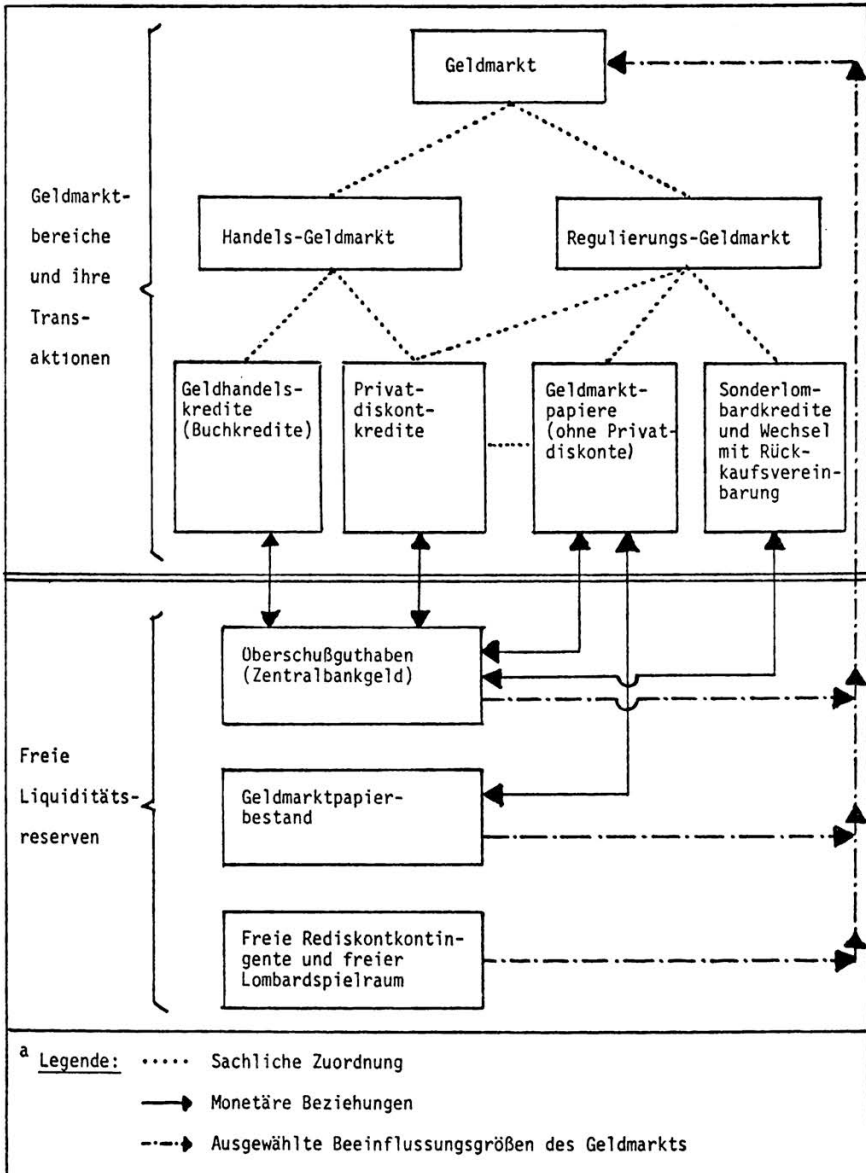 Geldmarkt
Geldmarkt-
bereiche
und ihre
Trans-
aktionen
Handels-Geldmarkt
Regulierungs-Geldmarkt
Geldhandels-
kredite
(Buchkredite)
Privat-
diskont-
kredite
Geldmarkt-
papiere
(ohne Privat-
diskonte)
Sonderlom-
bardkredite
und Wechsel
mit Rück-
kaufsverein-
barung
Freie
Liquiditäts-
reserven
Oberschußguthaben
(Zentralbankgeld)
Geldmarktpapier-
bestand
Freie Rediskontkontin-
gente und freier
Lombardspielraum
a Legende: ..... Sachliche Zuordnung
Monetäre Beziehungen
Ausgewählte Beeinflussungsgrößen des Geldmarkts